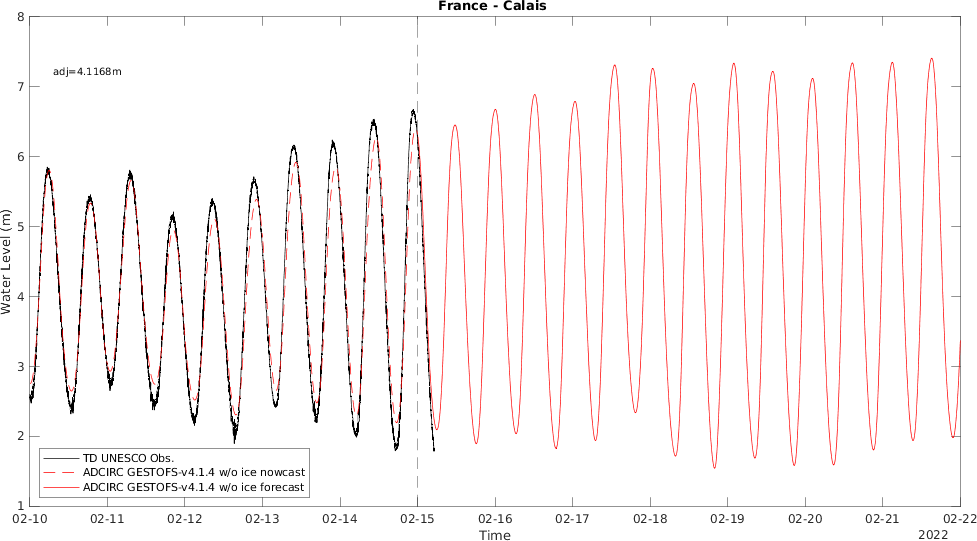 France - Calais
8
adj=4.1168m
7
6
5
Water Level (m)
4
3
2
1
TD UNESCO Obs.
ADCIRC GESTOFS-v4.1.4 w/o ice nowcast
ADCIRC GESTOFS-v4.1.4 w/o ice forecast
02-10 02-11 02-12 02-13 02-14 02-15 02-16 02-17 02-18 02-19 02-20 02-21 02-22
Time
2022